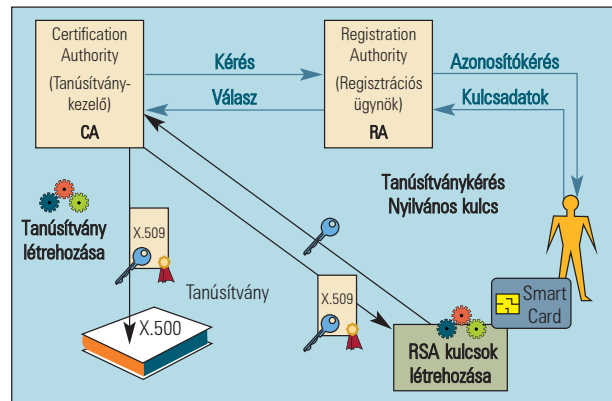 Certification
Authority
(Tanúsítvány-
kezelő)
CA
Kérés
Válasz
Registration
Authority
(Regisztrációs
ügynök)
RA
Azonosítókérés
Kulcsadatok
Tanúsítványkérés
Nyilvános kulcs
Tanúsítvány
létrehozása
X.509
Tanúsítvány
X.509
X.500
Smart
Card
RSA kulcsok
létrehozása